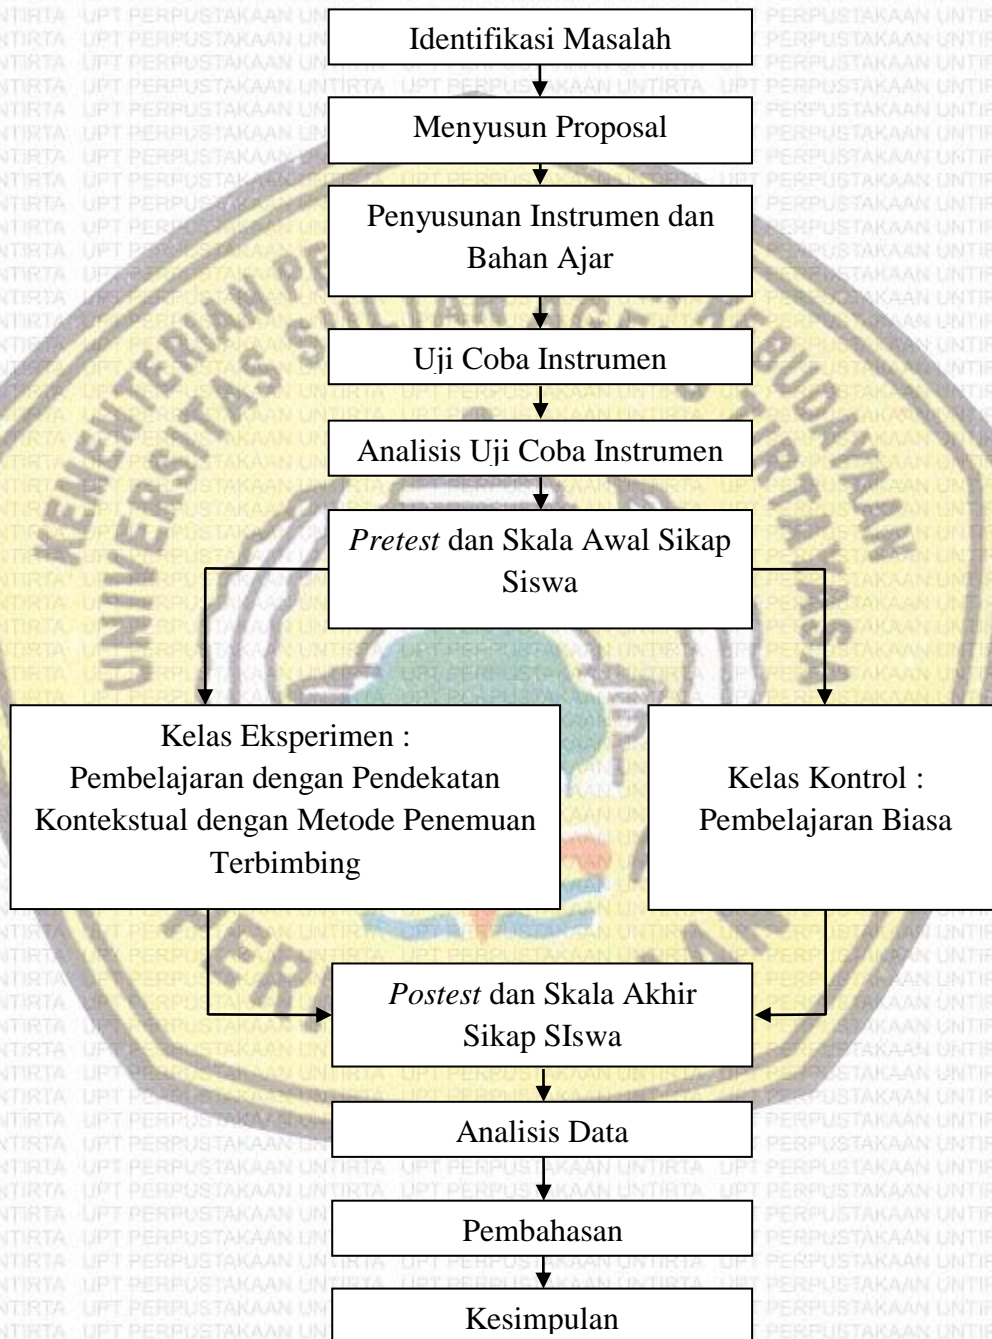 Identifikasi Masalah
Menyusun Proposal
Penyusunan Instrumen dan
Bahan Ajar
Uji Coba Instrumen
Analisis Uji Coba Instrumen
Pretest dan Skala Awal Sikap
Siswa
Kelas Eksperimen :
Pembelajaran dengan Pendekatan
Kontekstual dengan Metode Penemuan
Terbimbing
Kelas Kontrol :
Pembelajaran Biasa
Postest dan Skala Akhir
Sikap SIswa
Analisis Data
Pembahasan
Kesimpulan